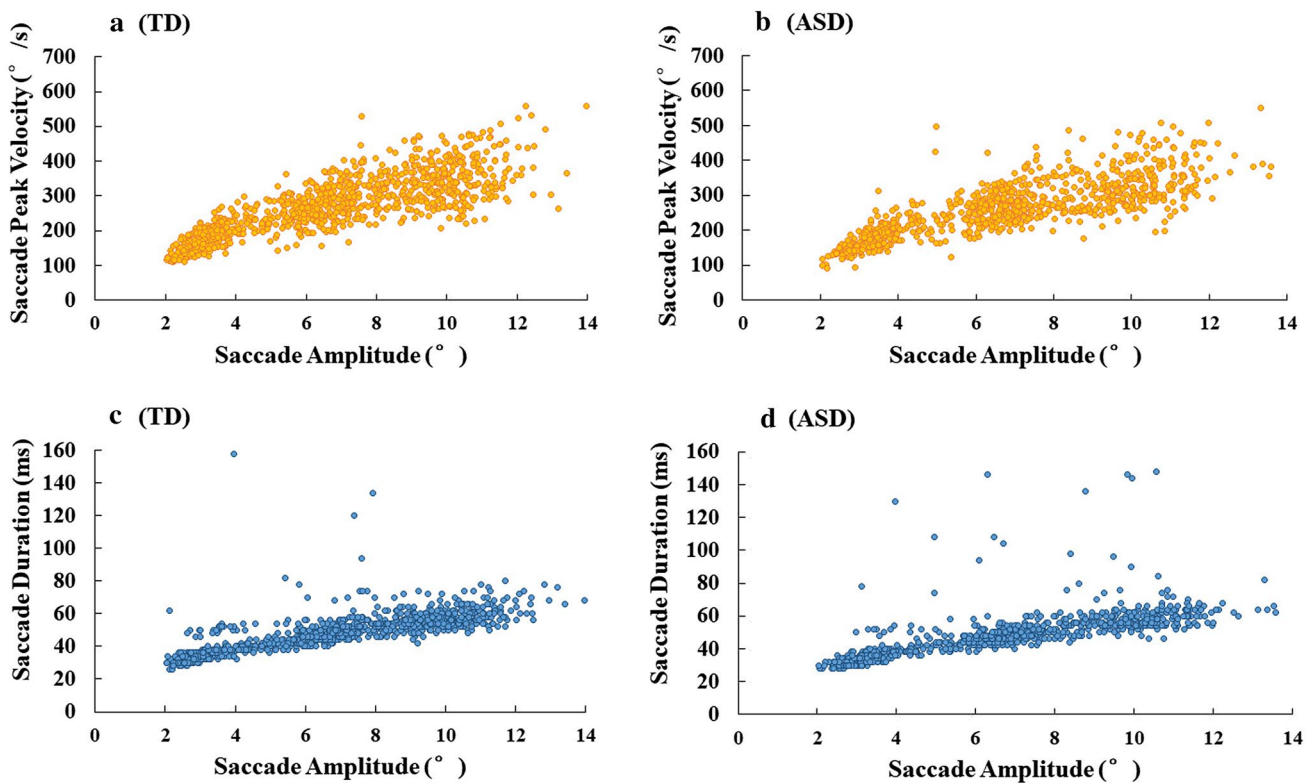 a (TD)
Saccade Peak Velocity (°/s)
700
600
500
400
300
200
100
0
0 2 4 6 8 10 12 14
Saccade Amplitude (°)
b (ASD)
Saccade Peak Velocity (°/s)
700
600
500
400
300
200
100
0
0 2 4 6 8 10 12 14
Saccade Amplitude (°)
c (TD)
Saccade Duration (ms)
160
140
120
100
80
60
40
20
0
0 2 4 6 8 10 12 14
Saccade Amplitude (°)
d (ASD)
Saccade Duration (ms)
160
140
120
100
80
60
40
20
0
0 2 4 6 8 10 12 14
Saccade Amplitude (°)